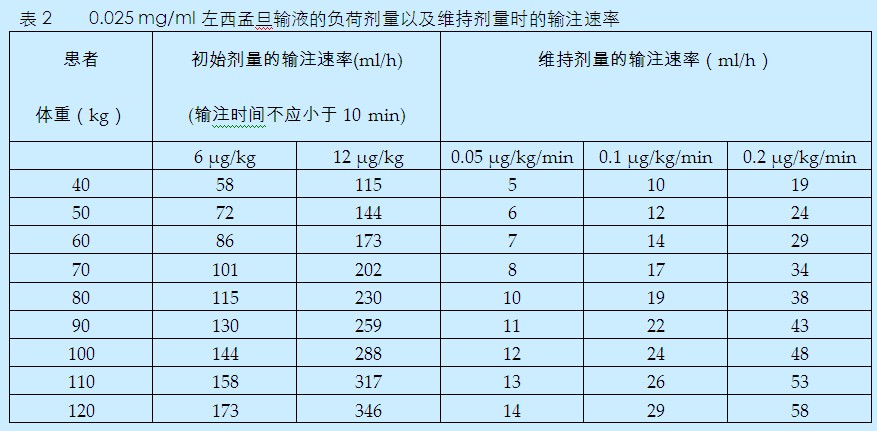 表 2 0.025 mg/ml 左西孟旦输液的负荷剂量以及维持剂量时的输注速率
患者 初始剂量的输注速率(ml/h) 维持剂量的输注速率（ml/h）
体重（kg） (输注时间不应小于 10 min)
6 μg/kg 12 μg/kg 0.05 μg/kg/min 0.1 μg/kg/min 0.2 μg/kg/min
40 58 115 5 10 19
50 72 144 6 12 24
60 86 173 7 14 29
70 101 202 8 17 34
80 115 230 10 19 38
90 130 259 11 22 43
100 144 288 12 24 48
110 158 317 13 26 53
120 173 346 14 29 58